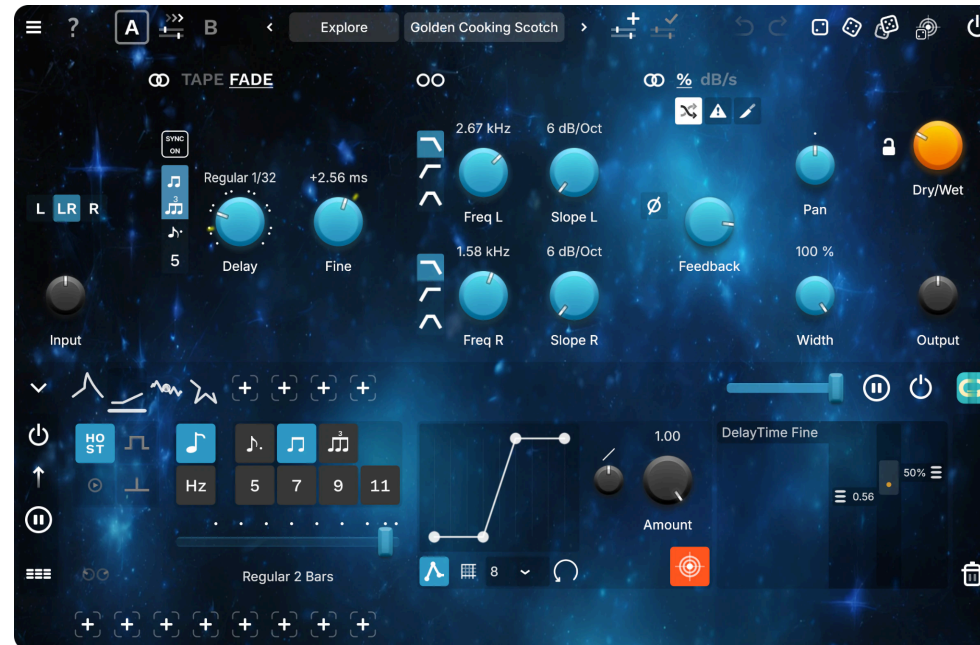 ? A B Explore Golden Cooking Scotch
TAPE FADE
% dB/s
SYNC
ON
2.67 kHz 6 dB/Oct
Regular 1/32 +2.56 ms
3
L LR R
Freq L Slope L
Pan
Dry/Wet
5
Delay Fine
Ø
Feedback
1.58 kHz 6 dB/Oct
100 %
Input
Freq R Slope R
Width
Output
HO
ST
3
1.00
DelayTime Fine
Hz 5 7 9 11
50%
0.56
Amount
8
Regular 2 Bars